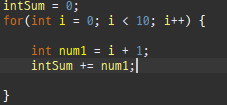 intSum = 0;
for(int i = 0; i < 10; i++) {
int num1 = i + 1;
intSum += num1;
}